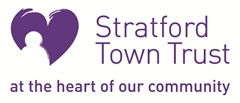 Stratford
Town Trust
at the heart of our community